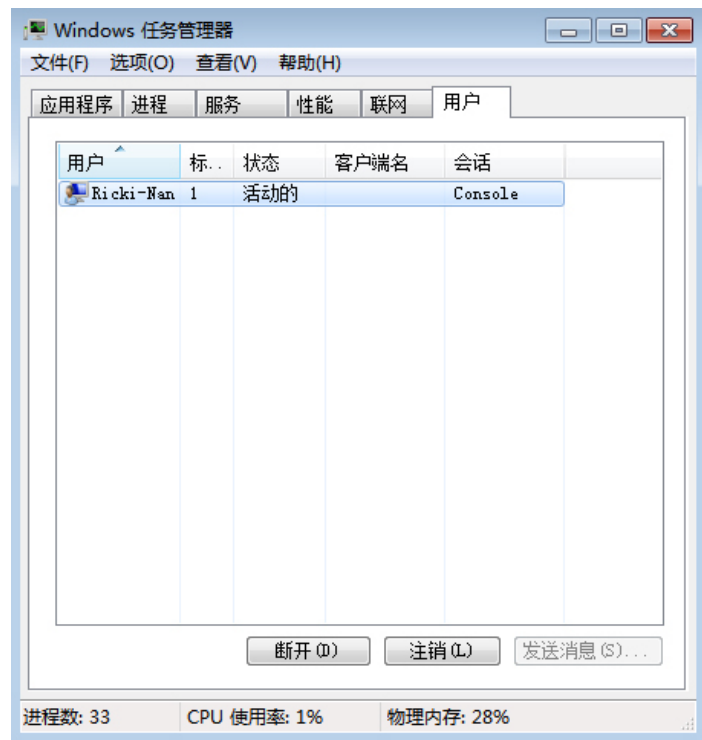 Windows 任务管理器
文件(F) 选项(O) 查看(V) 帮助(H)
应用程序 进程 服务 性能 联网 用户
用户 标.. 状态 客户端名 会话
Ricki-Nan 1 活动的 Console
断开(D) 注销(L) 发送消息(S)...
进程数: 33 CPU 使用率: 1% 物理内存: 28%